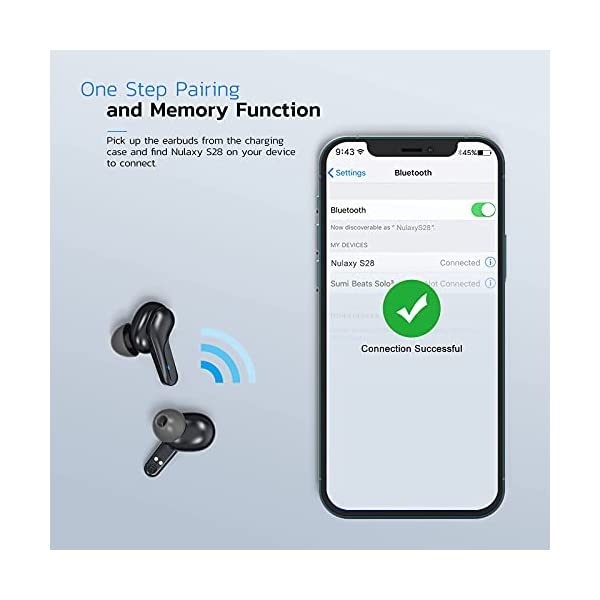 One Step Pairing
and Memory Function
Pick up the earbuds from the charging
case and find Nulaxy S28 on your device
to connect.
9:43
45%
Settings
Bluetooth
Bluetooth
Now discoverable as " NulaxyS28".
MY DEVICES
Nulaxy S28 Connected
Sumi Beats Solo³ Not Connected
OTHER DEVICES
Connection Successful